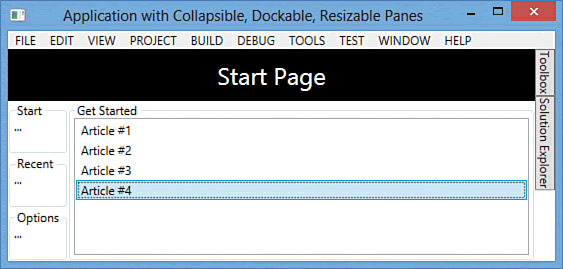 Application with Collapsible, Dockable, Resizable Panes
FILE EDIT VIEW PROJECT BUILD DEBUG TOOLS TEST WINDOW HELP
Start Page
Toolbox
Solution Explorer
Start
...
Recent
...
Options
...
Get Started
Article #1
Article #2
Article #3
Article #4